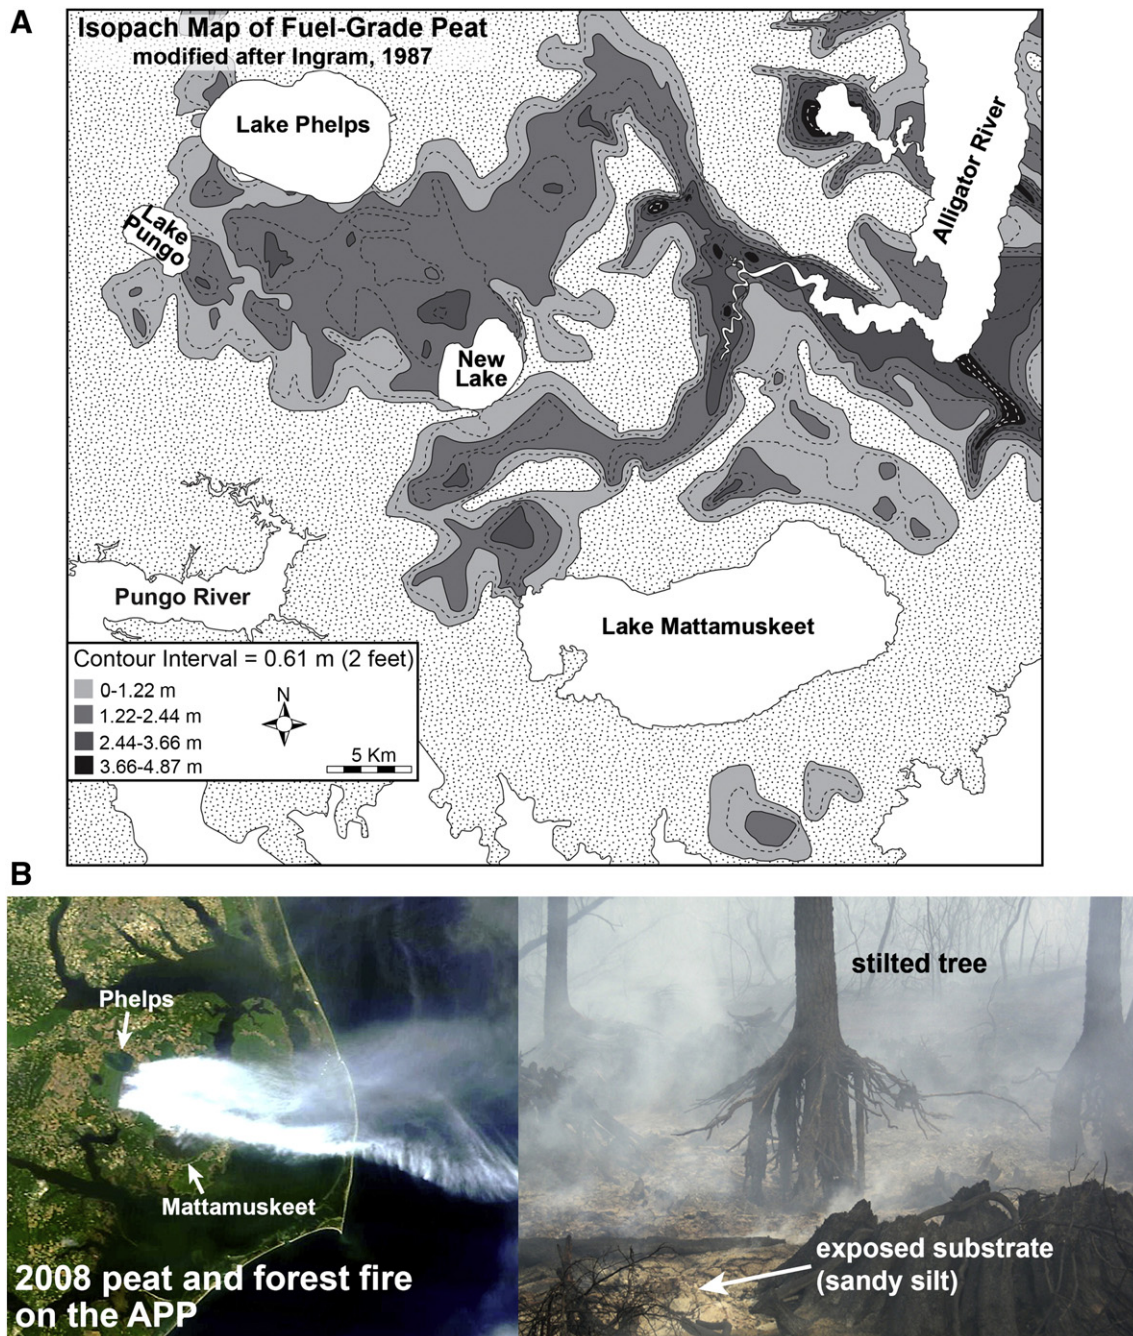 A
Isopach Map of Fuel-Grade Peat
modified after Ingram, 1987
Lake Phelps
Alligator River
Lake
Pungo
New
Lake
Pungo River
Lake Mattamuskeet
Contour Interval = 0.61 m (2 feet)
0-1.22 m
1.22-2.44 m
2.44-3.66 m
3.66-4.87 m
N
5 Km
B
Phelps
Mattamuskeet
2008 peat and forest fire
on the APP
stilted tree
exposed substrate
(sandy silt)